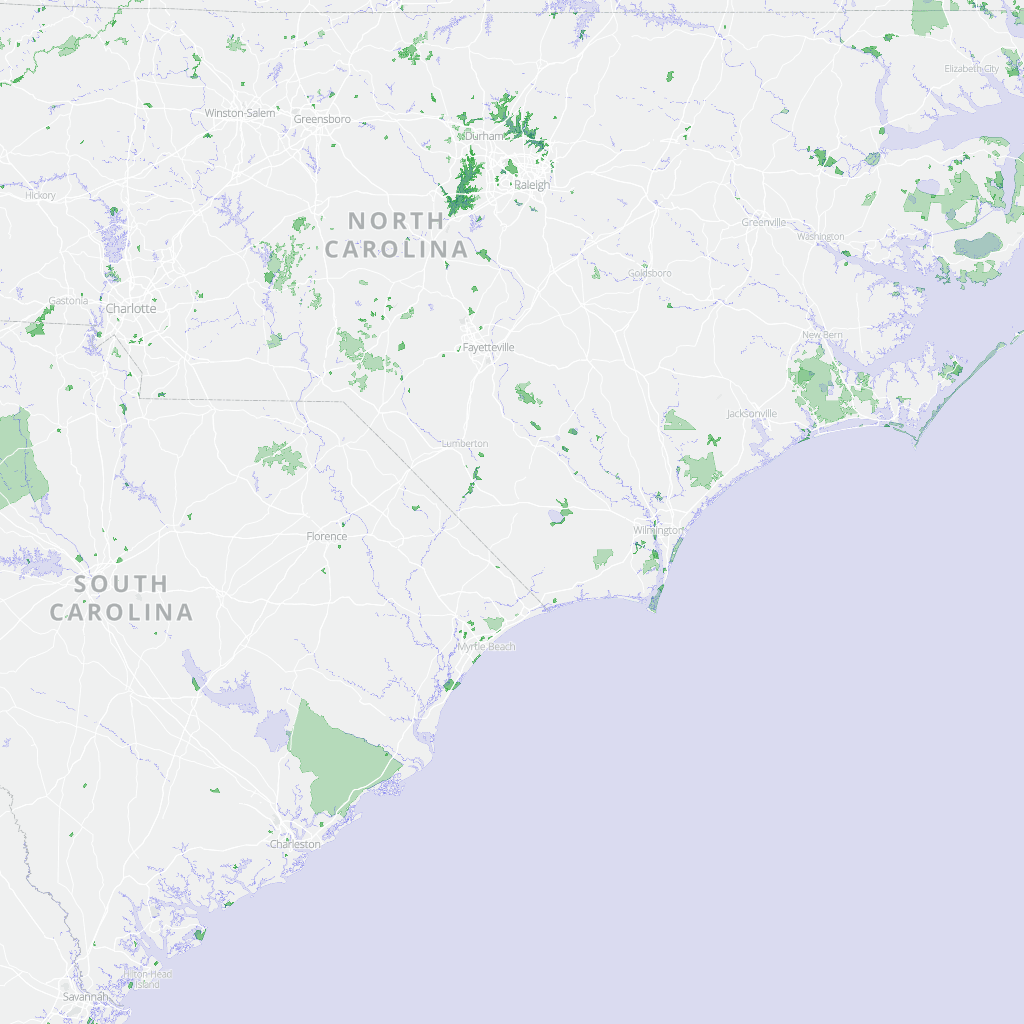 Elizabeth City
Winston-Salem
Greensboro
Durham
Raleigh
Hickory
NORTH
CAROLINA
Greenville
Washington
Goldsboro
Gastonia
Charlotte
New Bern
Fayetteville
Jacksonville
Lumberton
Wilmington
Florence
SOUTH
CAROLINA
Myrtle Beach
Charleston
Hilton Head
Island
Savannah